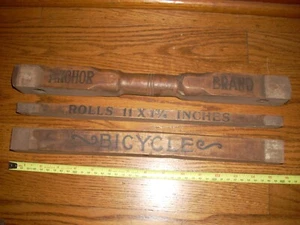 ANCHOR BRAND
ROLLS 11 X 1¾ INCHES
BICYCLE